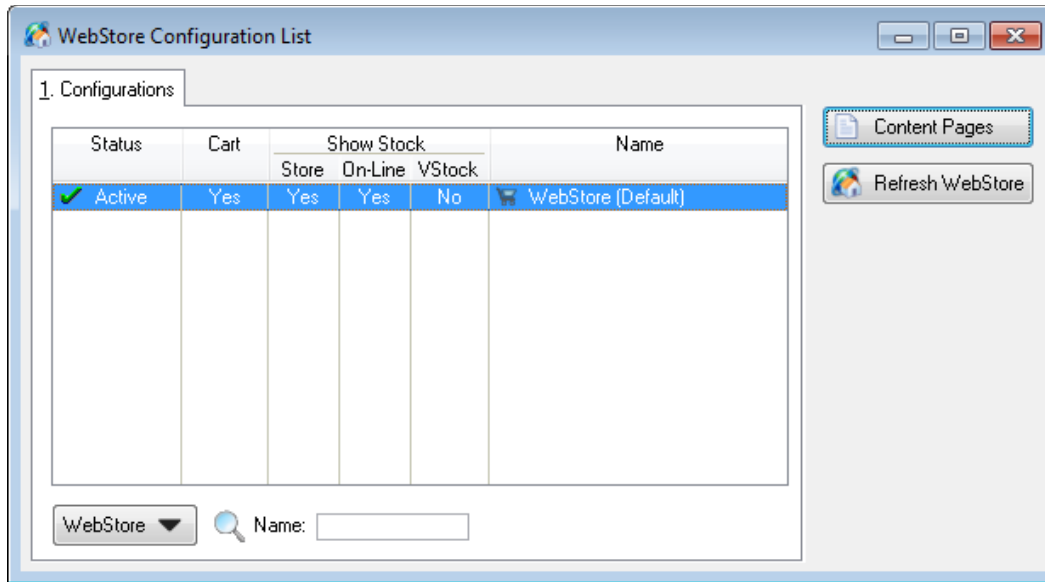 WebStore Configuration List
1. Configurations
Status Cart Show Stock Name
Store On-Line VStock
Active Yes Yes Yes No WebStore (Default)
Content Pages
Refresh WebStore
WebStore Name: